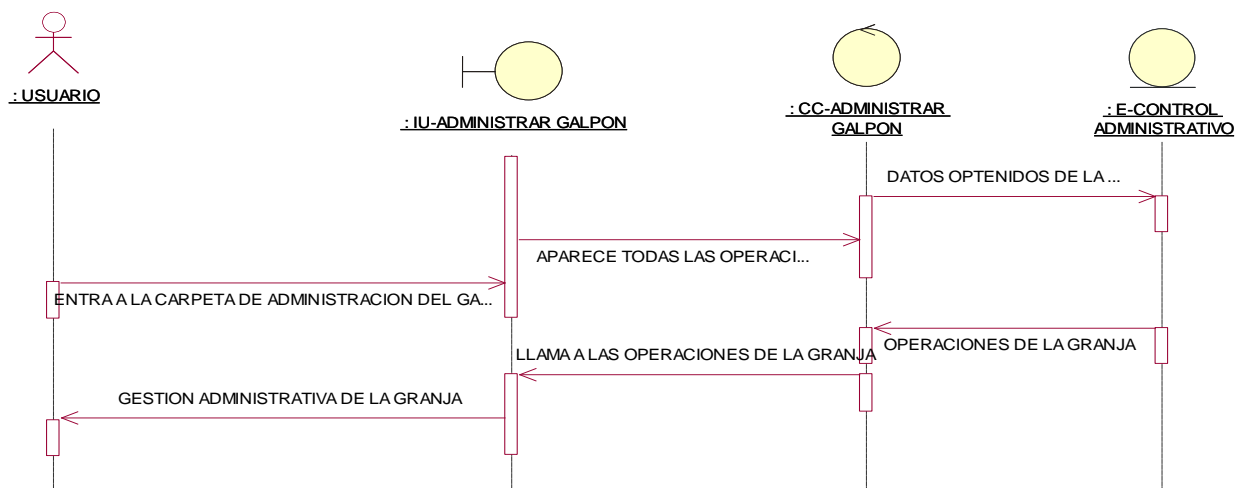 : USUARIO
: IU-ADMINISTRAR GALPON
: CC-ADMINISTRAR
GALPON
: E-CONTROL
ADMINISTRATIVO
DATOS OPTENIDOS DE LA ...
APARECE TODAS LAS OPERACI...
ENTRA A LA CARPETA DE ADMINISTRACION DEL GA...
OPERACIONES DE LA GRANJA
LLAMA A LAS OPERACIONES DE LA GRANJA
GESTION ADMINISTRATIVA DE LA GRANJA